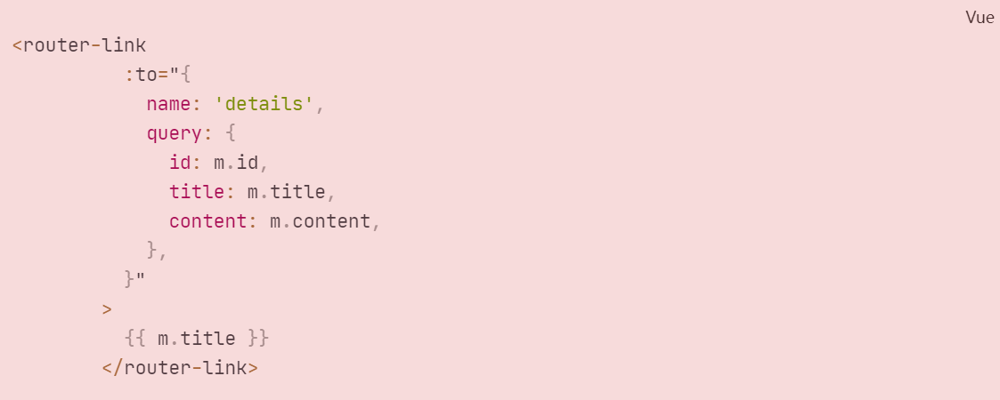 Vue
<router-link
          :to="{
            name: 'details',
            query: {
              id: m.id,
              title: m.title,
              content: m.content,
            },
          }"
        >
          {{ m.title }}
        </router-link>